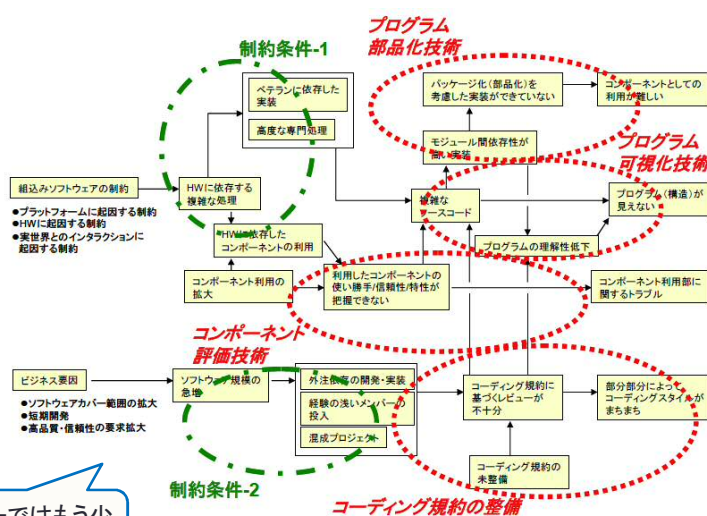 プログラム
部品化技術
制約条件-1
ベテランに依存した
実装
高度な専門処理
パッケージ化(部品化)を
考慮した実装ができていない
コンポーネントとしての
利用が難しい
モジュール間依存性が
高い実装
プログラム
可視化技術
組込みソフトウェアの制約
●プラットフォームに起因する制約
●HWに起因する制約
●実世界とのインタラクションに
起因する制約
HWに依存する
複雑な処理
複雑な
ソースコード
プログラム(構造)が
見えない
HWに依存した
コンポーネントの利用
プログラムの理解性低下
コンポーネント利用の
拡大
利用したコンポーネントの
使い勝手/信頼性/特性が
把握できない
コンポーネント利用部に
関するトラブル
コンポーネント
評価技術
ビジネス要因
●ソフトウェアカバー範囲の拡大
●短期開発
●高品質・信頼性の要求拡大
ソフトウェア規模の
急増
外注依存の開発・実装
経験の浅いメンバーの
投入
混成プロジェクト
コーディング規約に
基づくレビューが
不十分
部分部分によって
コーディングスタイルが
まちまち
コーディング規約の
未整備
制約条件-2
コーディング規約の整備
ではもう少